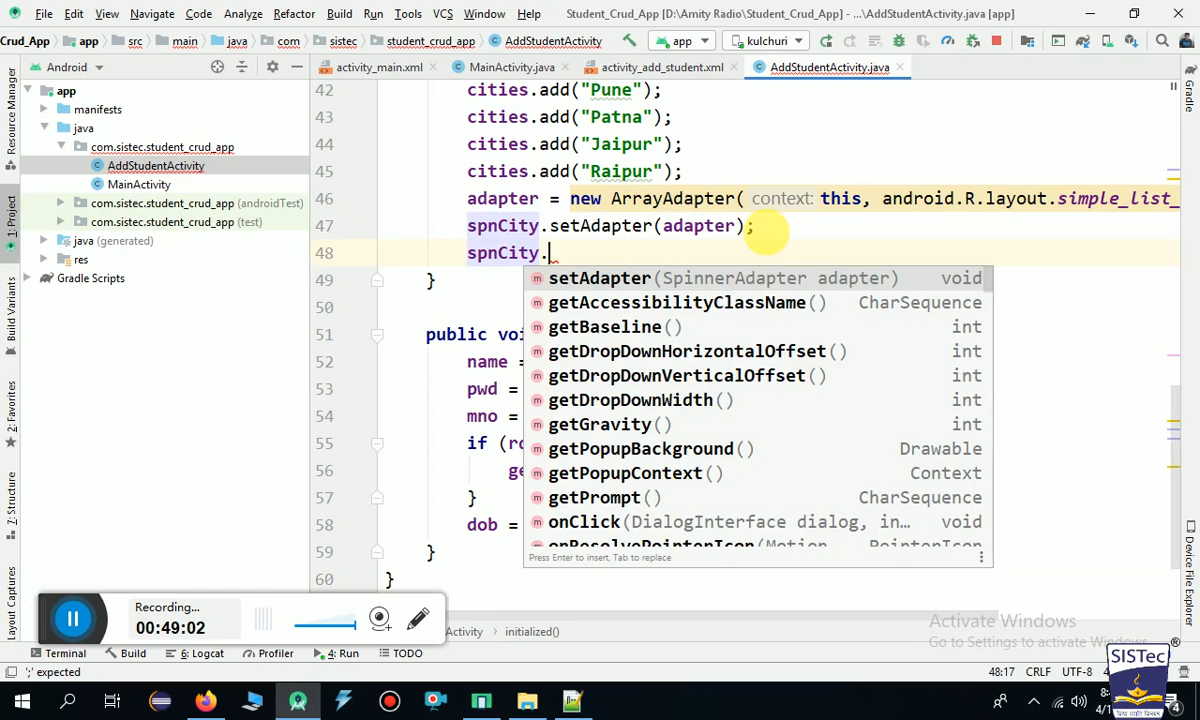 File Edit View Navigate Code Analyze Refactor Build Run Tools VCS Window Help Student_Crud_App [D:\Amity Radio\Student_Crud_App] - ...\AddStudentActivity.java [app]
Crud_App app src main java com sistec student_crud_app AddStudentActivity app kulchuri
Android activity_main.xml MainActivity.java activity_add_student.xml AddStudentActivity.java
app
manifests
java
com.sistec.student_crud_app
AddStudentActivity
MainActivity
com.sistec.student_crud_app (androidTest)
com.sistec.student_crud_app (test)
java (generated)
res
Gradle Scripts
Resource Manager
1: Project
Build Variants
2: Favorites
7: Structure
Layout Captures
42 cities.add("Pune");
43 cities.add("Patna");
44 cities.add("Jaipur");
45 cities.add("Raipur");
46 adapter = new ArrayAdapter( context: this, android.R.layout.simple_list_
47 spnCity.setAdapter(adapter);
48 spnCity.
49 }
50
51 public voi
52 name =
53 pwd =
54 mno =
55 if (ro
56 ge
57 }
58 dob =
59 }
60 }
setAdapter(SpinnerAdapter adapter) void
getAccessibilityClassName() CharSequence
getBaseline() int
getDropDownHorizontalOffset() int
getDropDownVerticalOffset() int
getDropDownWidth() int
getGravity() int
getPopupBackground() Drawable
getPopupContext() Context
getPrompt() CharSequence
onClick(DialogInterface dialog, in... void
onResolvePointerIcon(Motion PointerIcon
Press Enter to insert, Tab to replace
Gradle
Device File Explorer
Recording...
00:49:02
Activity initialized()
Activate Windows
Go to Settings to activate Windows.
SISTec
Terminal Build 6: Logcat Profiler 4: Run TODO
';' expected 48:17 CRLF UTF-8